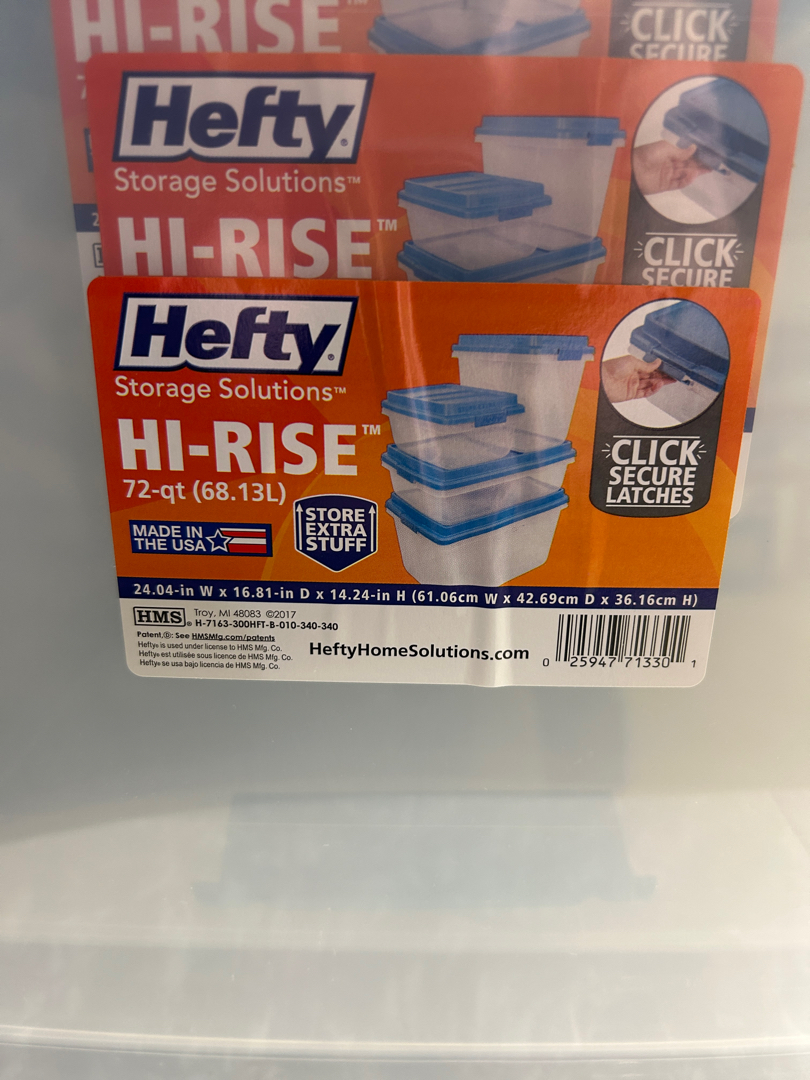 HI-RISE™
CLICK
SECURE
Hefty®
Storage Solutions™
HI-RISE™
CLICK
SECURE
Hefty®
Storage Solutions™
HI-RISE™
72-qt (68.13L)
MADE IN
THE USA
STORE
EXTRA
STUFF
CLICK
SECURE
LATCHES
24.04-in W x 16.81-in D x 14.24-in H (61.06cm W x 42.69cm D x 36.16cm H)
HMS® Troy, MI 48083 ©2017
H-7163-300HFT-B-010-340-340
Patent,Ⓓ: See HMSMfg.com/patents
Hefty® is used under license to HMS Mfg. Co.
Hefty® est utilisée sous licence de HMS Mfg. Co.
Hefty® se usa bajo licencia de HMS Mfg. Co.
HeftyHomeSolutions.com
0 25947 71330 1